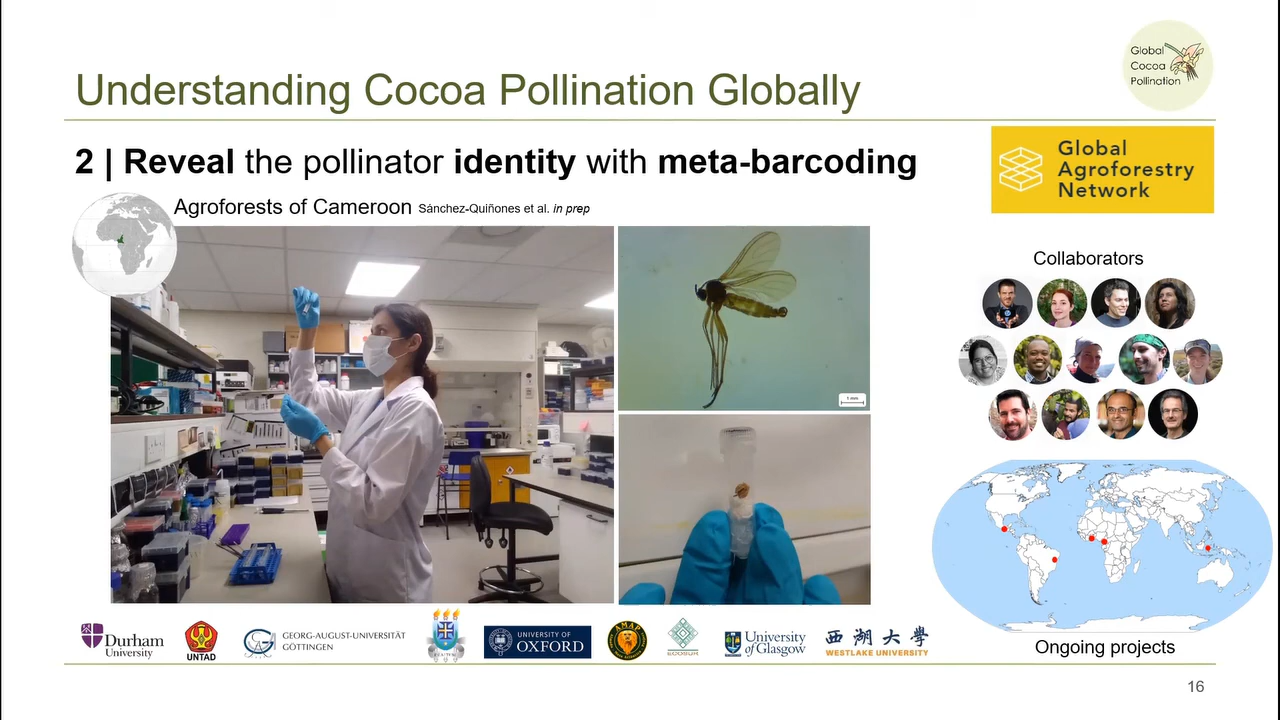 Global
Cocoa
Pollination
Understanding Cocoa Pollination Globally
2 | Reveal the pollinator identity with meta-barcoding
Global
Agroforestry
Network
Agroforests of Cameroon Sánchez-Quiñones et al. in prep
Collaborators
1 mm
Durham
University
UNTAD
GEORG-AUGUST-UNIVERSITÄT
GÖTTINGEN
UNIVERSITY OF
OXFORD
AMAP
ECOSUR
University
of Glasgow
西湖大學
WESTLAKE UNIVERSITY
Ongoing projects
16